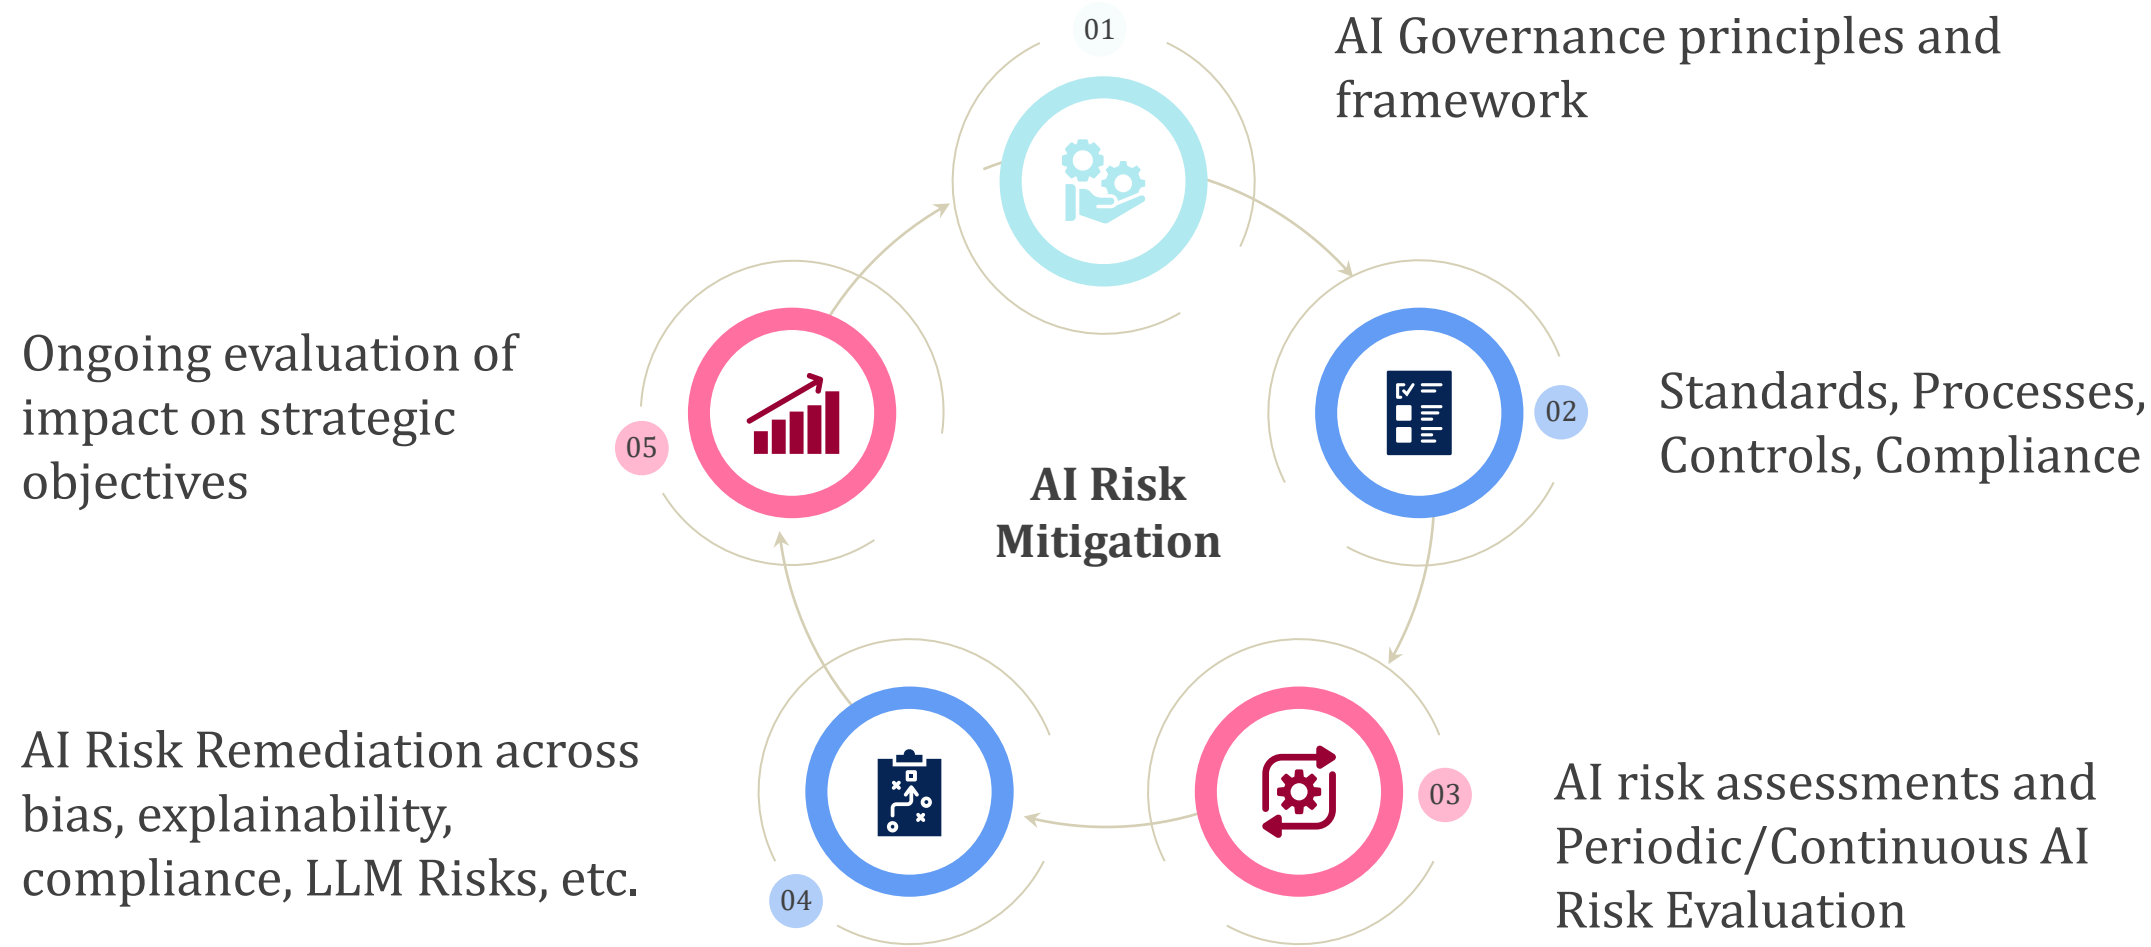 01
AI Governance principles and
framework
02
Standards, Processes,
Controls, Compliance
03
AI risk assessments and
Periodic/Continuous AI
Risk Evaluation
04
AI Risk Remediation across
bias, explainability,
compliance, LLM Risks, etc.
05
Ongoing evaluation of
impact on strategic
objectives
AI Risk
Mitigation